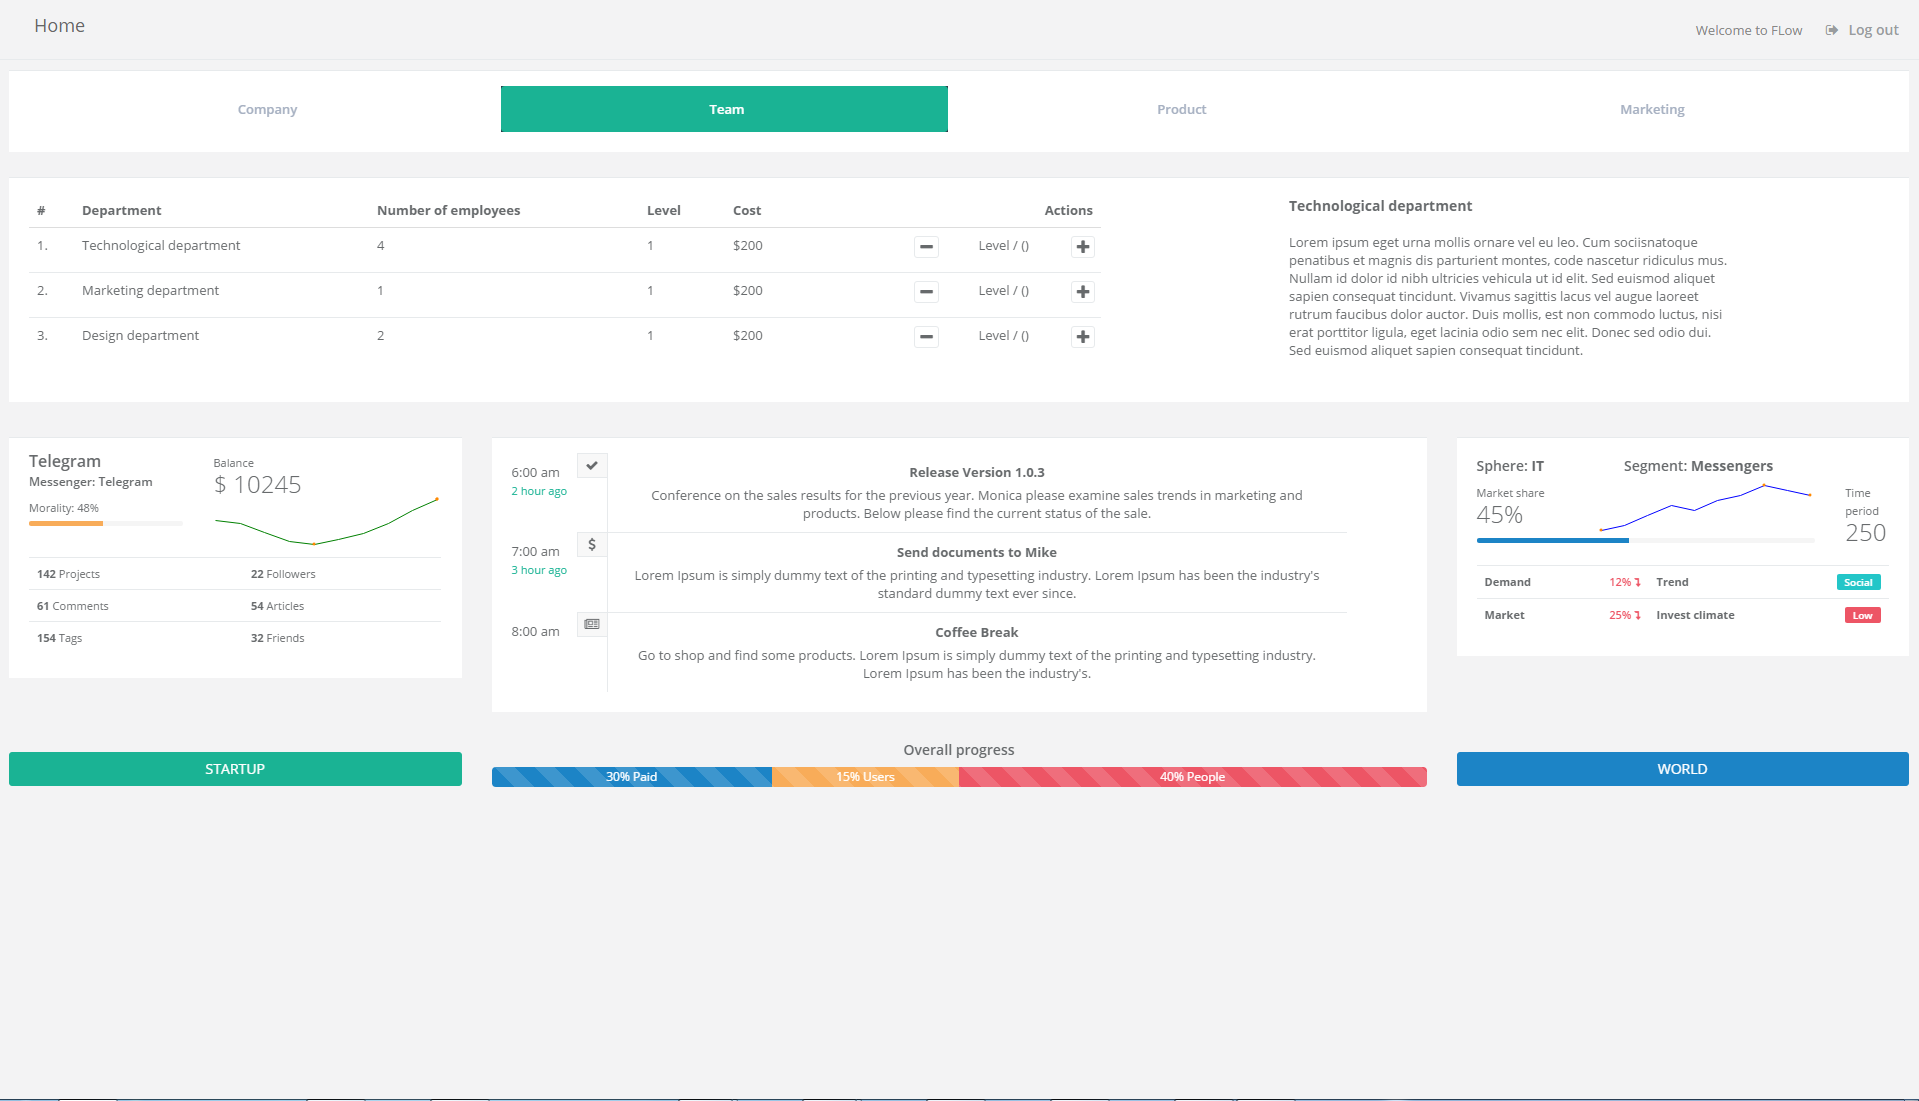 Home
Welcome to FLow
Log out
Company
Team
Product
Marketing
# Department Number of employees Level Cost Actions
1. Technological department 4 1 $200 Level / ()
2. Marketing department 1 1 $200 Level / ()
3. Design department 2 1 $200 Level / ()
Technological department
Lorem ipsum eget urna mollis ornare vel eu leo. Cum sociisnatoque
penatibus et magnis dis parturient montes, code nascetur ridiculus mus.
Nullam id dolor id nibh ultricies vehicula ut id elit. Sed euismod aliquet
sapien consequat tincidunt. Vivamus sagittis lacus vel augue laoreet
rutrum faucibus dolor auctor. Duis mollis, est non commodo luctus, nisi
erat porttitor ligula, eget lacinia odio sem nec elit. Donec sed odio dui.
Sed euismod aliquet sapien consequat tincidunt.
Telegram
Messenger: Telegram
Morality: 48%
Balance
$ 10245
142 Projects 22 Followers
61 Comments 54 Articles
154 Tags 32 Friends
STARTUP
6:00 am
2 hour ago
Release Version 1.0.3
Conference on the sales results for the previous year. Monica please examine sales trends in marketing and
products. Below please find the current status of the sale.
7:00 am
3 hour ago
$
Send documents to Mike
Lorem Ipsum is simply dummy text of the printing and typesetting industry. Lorem Ipsum has been the industry's
standard dummy text ever since.
8:00 am
Coffee Break
Go to shop and find some products. Lorem Ipsum is simply dummy text of the printing and typesetting industry.
Lorem Ipsum has been the industry's.
Overall progress
30% Paid
15% Users
40% People
Sphere: IT
Segment: Messengers
Market share
45%
Time
period
250
Demand 12% Trend Social
Market 25% Invest climate Low
WORLD